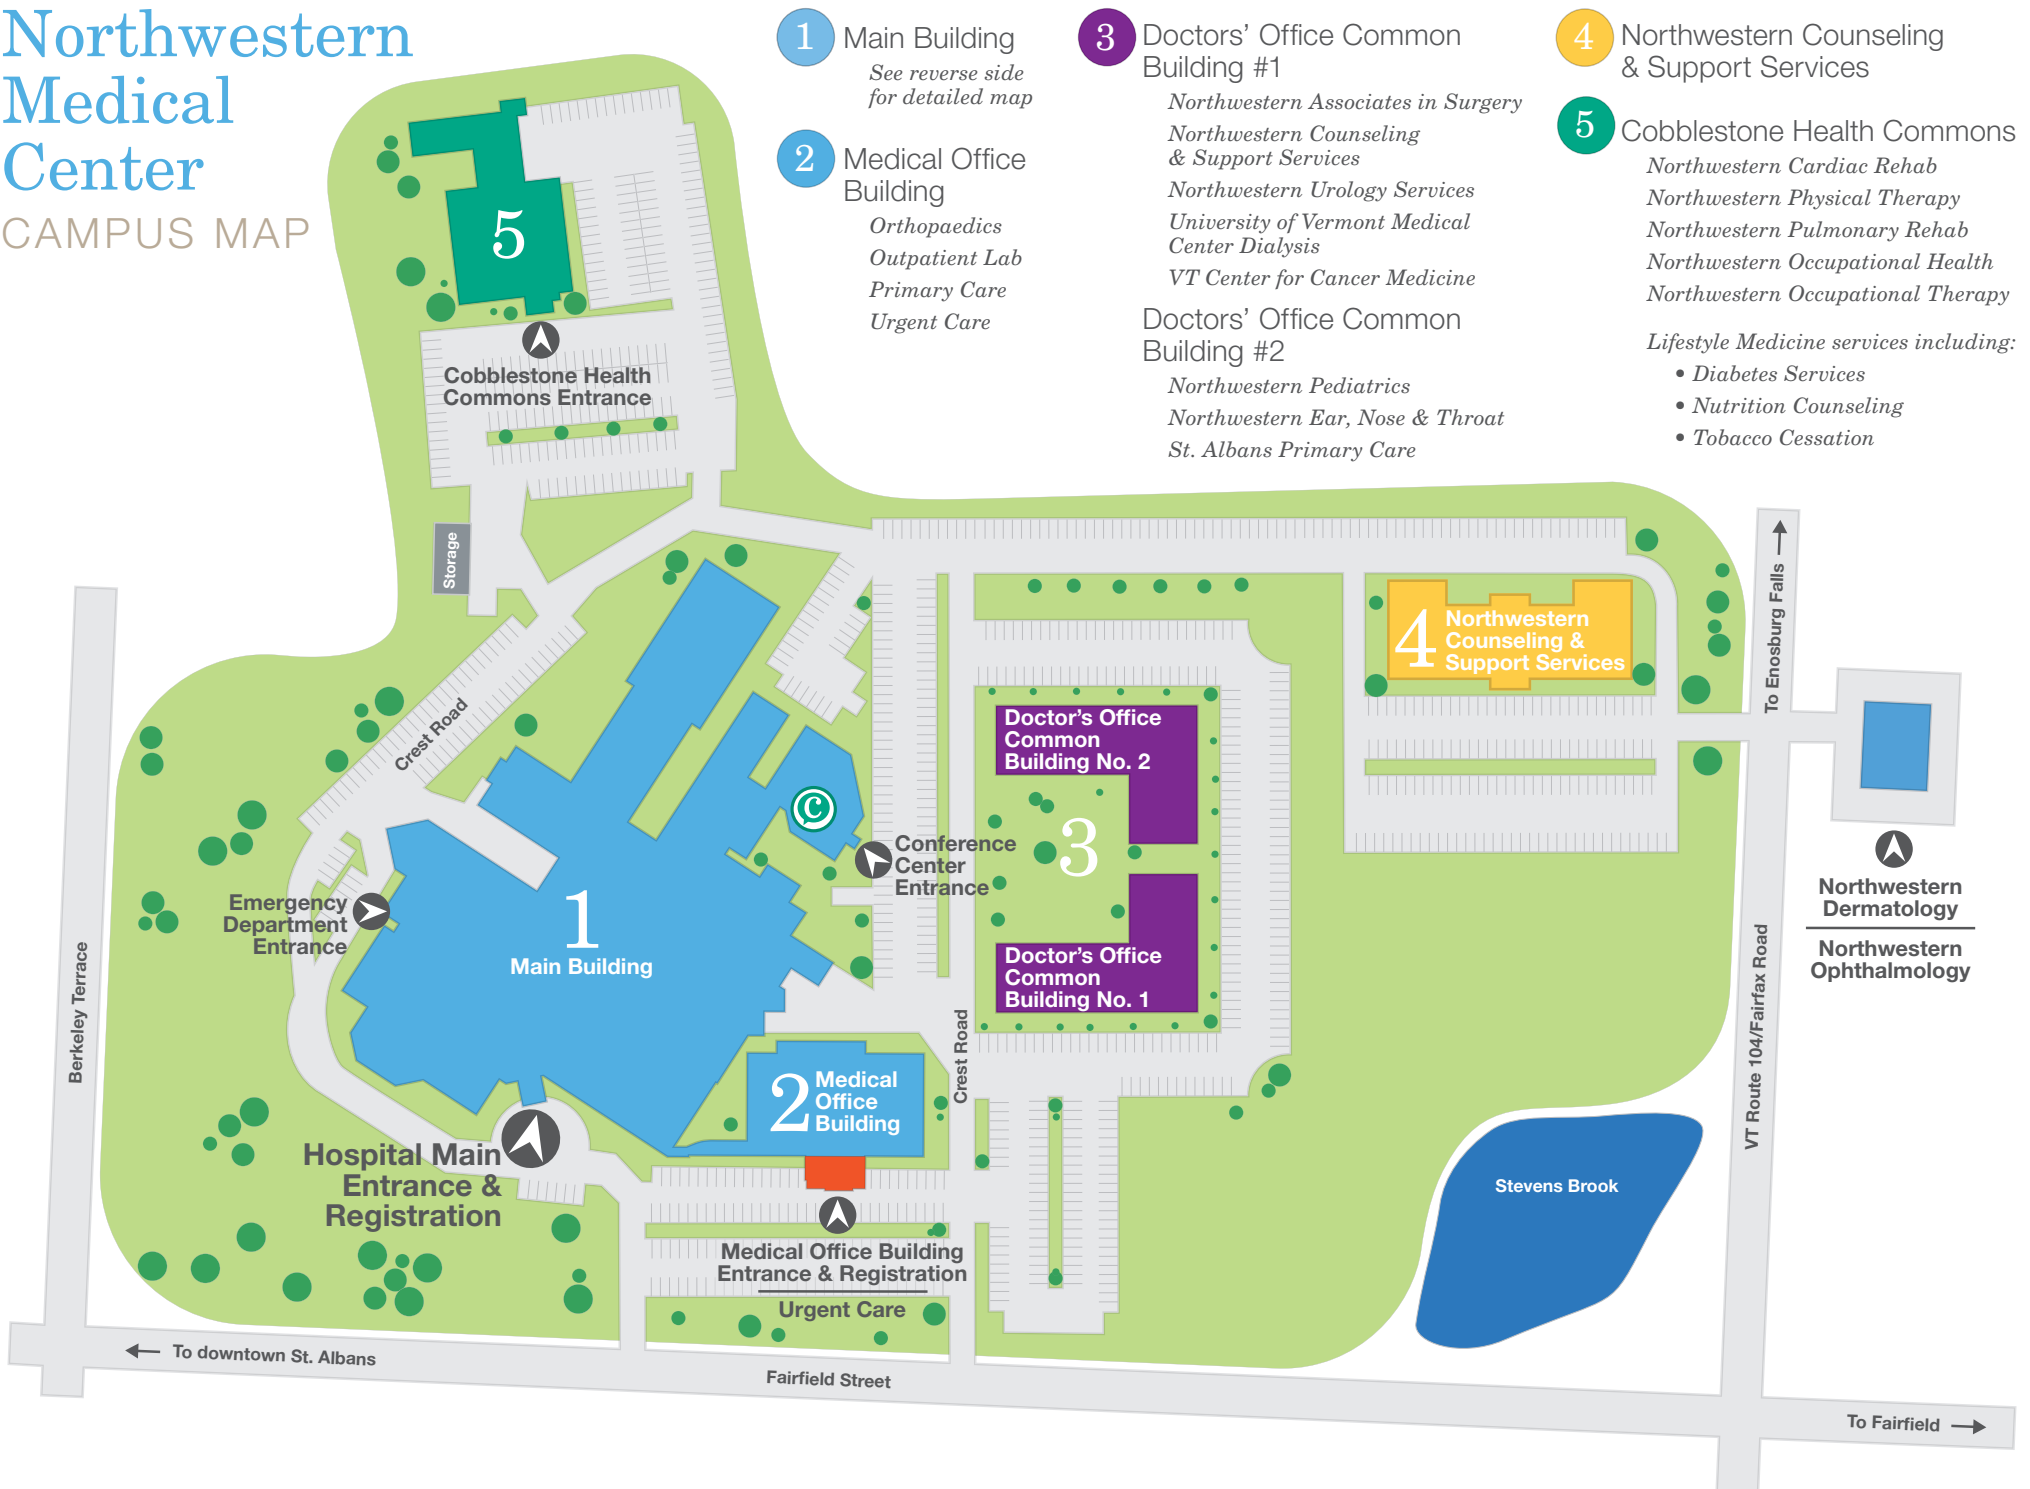 Northwestern
Medical
Center
CAMPUS MAP
1
Main Building
See reverse side
for detailed map
2
Medical Office
Building
Orthopaedics
Outpatient Lab
Primary Care
Urgent Care
3
Doctors’ Office Common
Building #1
Northwestern Associates in Surgery
Northwestern Counseling
& Support Services
Northwestern Urology Services
University of Vermont Medical
Center Dialysis
VT Center for Cancer Medicine
Doctors’ Office Common
Building #2
Northwestern Pediatrics
Northwestern Ear, Nose & Throat
St. Albans Primary Care
4
Northwestern Counseling
& Support Services
5
Cobblestone Health Commons
Northwestern Cardiac Rehab
Northwestern Physical Therapy
Northwestern Pulmonary Rehab
Northwestern Occupational Health
Northwestern Occupational Therapy
Lifestyle Medicine services including:
• Diabetes Services
• Nutrition Counseling
• Tobacco Cessation
5
Cobblestone Health
Commons Entrance
Storage
Crest Road
4
Northwestern
Counseling &
Support Services
To Enosburg Falls
Doctor’s Office
Common
Building No. 2
3
Doctor’s Office
Common
Building No. 1
C
Conference
Center
Entrance
Emergency
Department
Entrance
1
Main Building
Northwestern
Dermatology
Northwestern
Ophthalmology
Berkeley Terrace
Crest Road
VT Route 104/Fairfax Road
2
Medical
Office
Building
Hospital Main
Entrance &
Registration
Stevens Brook
Medical Office Building
Entrance & Registration
Urgent Care
To downtown St. Albans
Fairfield Street
To Fairfield